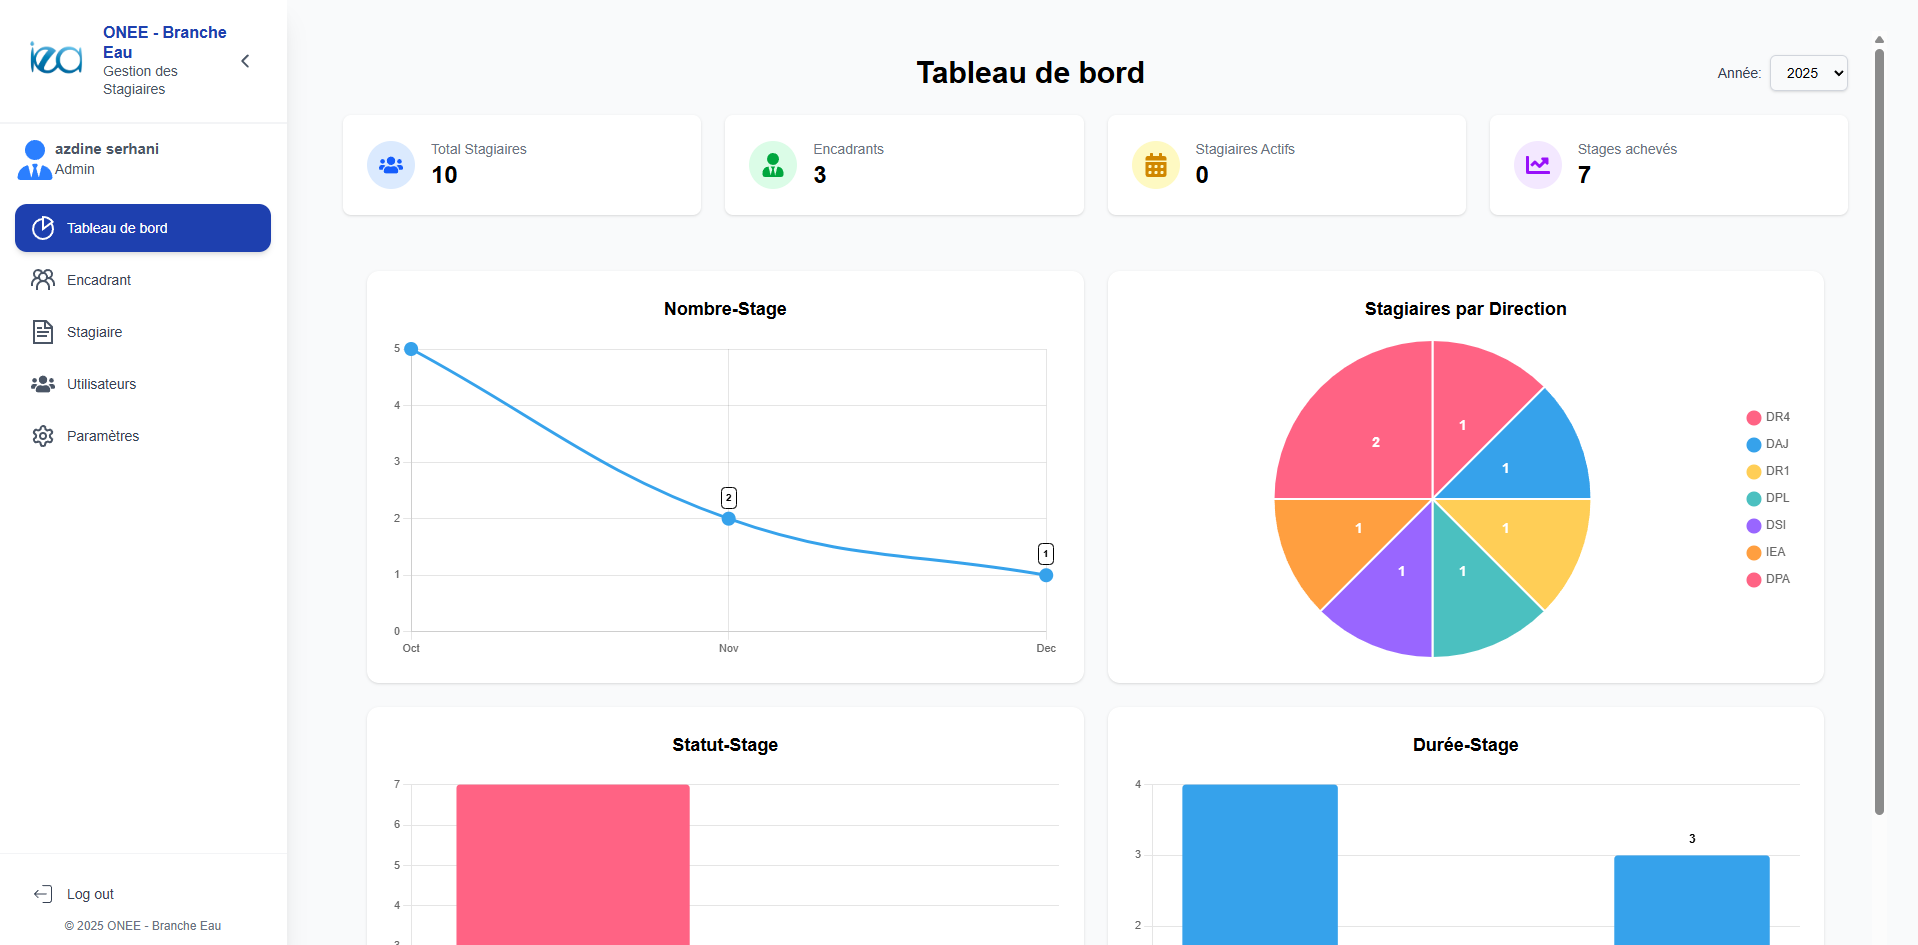 iea
ONEE - Branche
Eau
Gestion des
Stagiaires
azdine serhani
Admin
Tableau de bord
Encadrant
Stagiaire
Utilisateurs
Paramètres
Log out
© 2025 ONEE - Branche Eau
Tableau de bord
Année:
2025
Total Stagiaires
10
Encadrants
3
Stagiaires Actifs
0
Stages achevés
7
Nombre-Stage
5
4
3
2
1
0
2
1
Oct
Nov
Dec
Stagiaires par Direction
2
1
1
1
1
1
1
DR4
DAJ
DR1
DPL
DSI
IEA
DPA
Statut-Stage
7
6
5
4
3
Durée-Stage
4
3
2
3